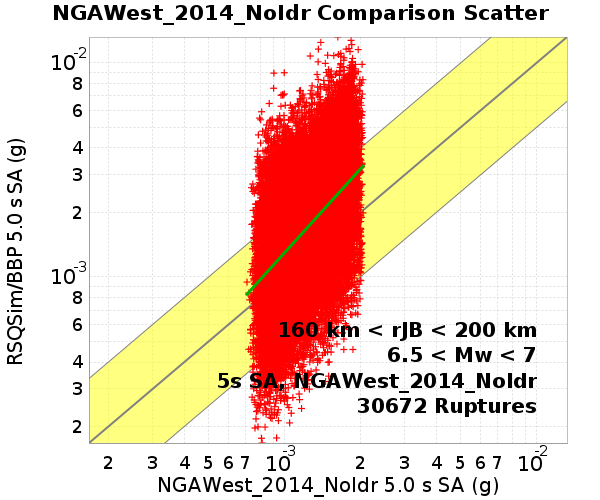 NGAWest_2014_NoIdr Comparison Scatter
RSQSim/BBP 5.0 s SA (g)
10-2
8
6
4
3
2
10-3
8
6
4
3
2
160 km < rJB < 200 km
6.5 < Mw < 7
5s SA, NGAWest_2014_NoIdr
30672 Ruptures
2 3 4 5 6 7 10-3 2 3 4 5 6 7 10-2
NGAWest_2014_NoIdr 5.0 s SA (g)